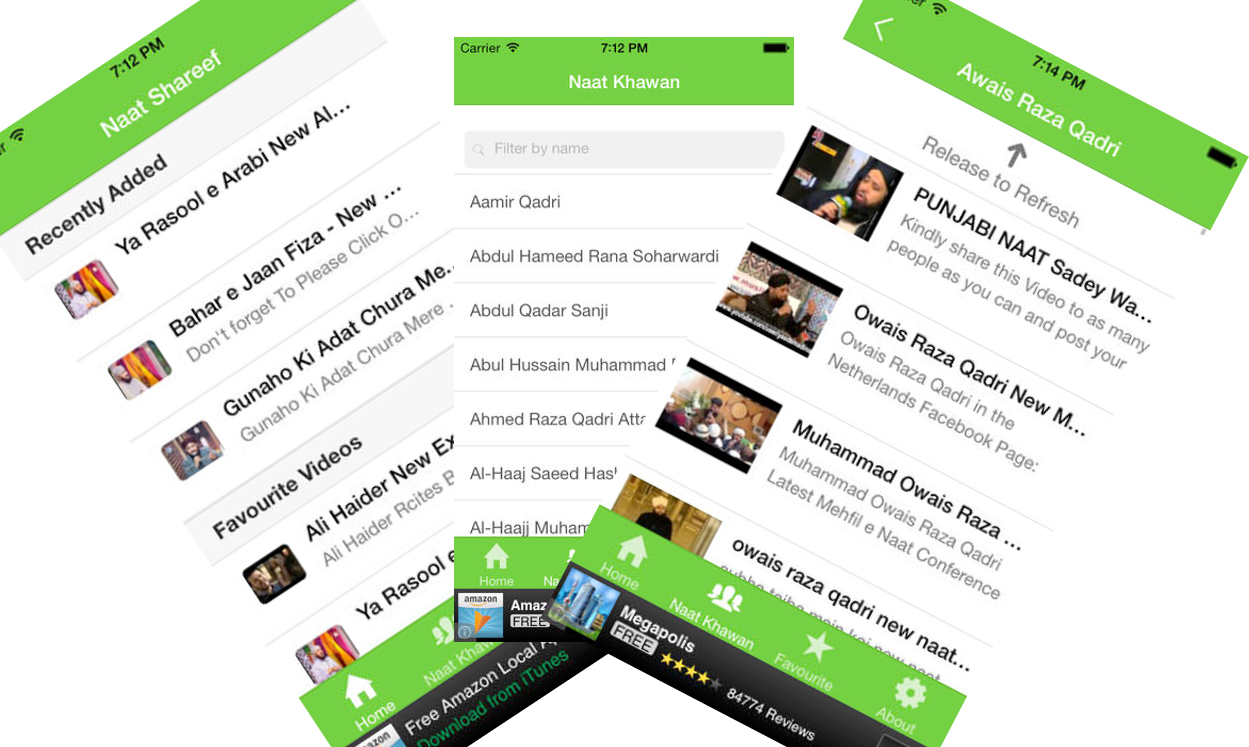 7:12 PM
Naat Shareef
Recently Added
Ya Rasool e Arabi New Al...
Bahar e Jaan Fiza - New ...
Don't forget To Please Click O...
Gunaho Ki Adat Chura Me..
Gunaho Ki Adat Chura Mere
Favourite Videos
Ali Haider New Ex
Ali Haider Rcites
Ya Rasool e
Home
Naat Khaw
Free Amazon Local
Download from iTunes
Carrier
7:12 PM
Naat Khawan
Filter by name
Aamir Qadri
Abdul Hameed Rana Soharwardi
Abdul Qadar Sanji
Abul Hussain Muhammad
Ahmed Raza Qadri Atta
Al-Haaj Saeed Hash
Al-Haajj Muham
Home
Na
amazon
Amaz
FREE
7:14 PM
Awais Raza Qadri
Release to Refresh
PUNJABI NAAT Sadey Wa...
Kindly share this Video to as many
people as you can and post your
Owais Raza Qadri New M...
Owais Raza Qadri in the
Netherlands Facebook Page:
Muhammad Owais Raza ...
Muhammad Owais Raza Qadri
Latest Mehfil e Naat Conference
owais raza qadri new naat...
Home
Naat Khawan
Favourite
About
Megapolis
FREE
84774 Reviews